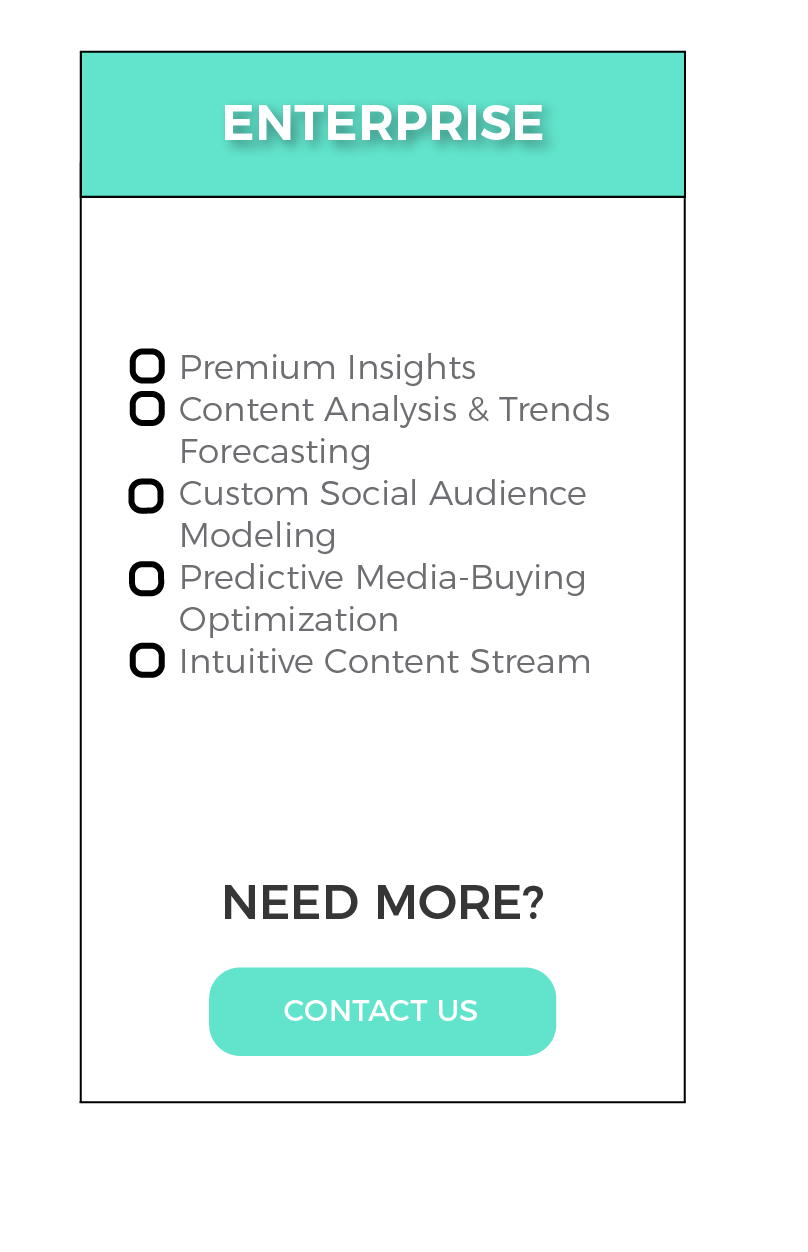 ENTERPRISE
Premium Insights
Content Analysis & Trends
Forecasting
Custom Social Audience
Modeling
Predictive Media-Buying
Optimization
Intuitive Content Stream
NEED MORE?
CONTACT US